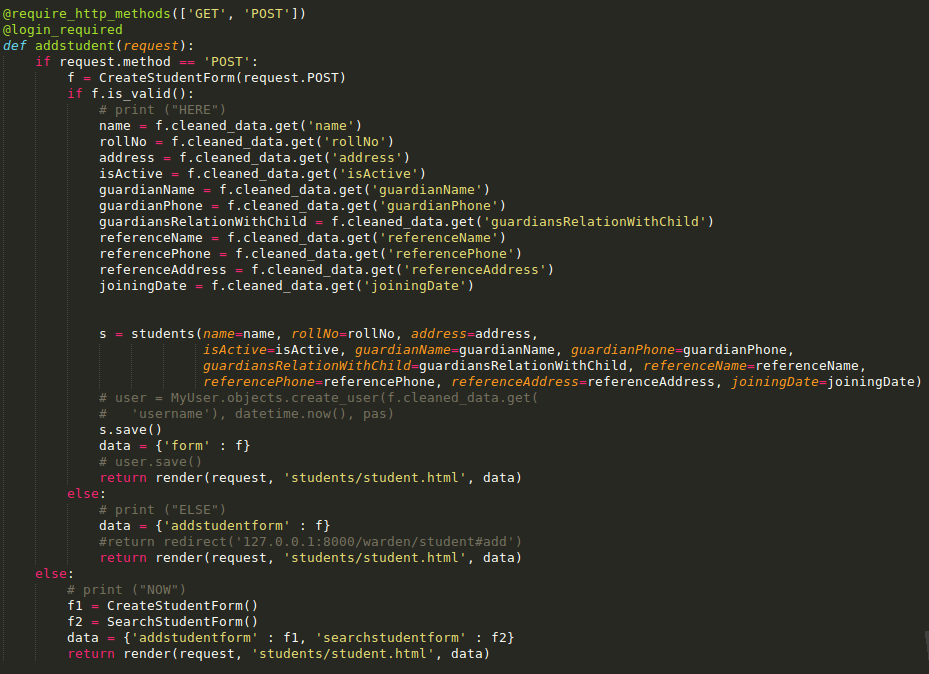 @require_http_methods(['GET', 'POST'])
@login_required
def addstudent(request):
    if request.method == 'POST':
        f = CreateStudentForm(request.POST)
        if f.is_valid():
            # print ("HERE")
            name = f.cleaned_data.get('name')
            rollNo = f.cleaned_data.get('rollNo')
            address = f.cleaned_data.get('address')
            isActive = f.cleaned_data.get('isActive')
            guardianName = f.cleaned_data.get('guardianName')
            guardianPhone = f.cleaned_data.get('guardianPhone')
            guardiansRelationWithChild = f.cleaned_data.get('guardiansRelationWithChild')
            referenceName = f.cleaned_data.get('referenceName')
            referencePhone = f.cleaned_data.get('referencePhone')
            referenceAddress = f.cleaned_data.get('referenceAddress')
            joiningDate = f.cleaned_data.get('joiningDate')


            s = students(name=name, rollNo=rollNo, address=address,
                         isActive=isActive, guardianName=guardianName, guardianPhone=guardianPhone,
                         guardiansRelationWithChild=guardiansRelationWithChild, referenceName=referenceName,
                         referencePhone=referencePhone, referenceAddress=referenceAddress, joiningDate=joiningDate)
            # user = MyUser.objects.create_user(f.cleaned_data.get(
            #   'username'), datetime.now(), pas)
            s.save()
            data = {'form' : f}
            # user.save()
            return render(request, 'students/student.html', data)
        else:
            # print ("ELSE")
            data = {'addstudentform' : f}
            #return redirect('127.0.0.1:8000/warden/student#add')
            return render(request, 'students/student.html', data)
    else:
        # print ("NOW")
        f1 = CreateStudentForm()
        f2 = SearchStudentForm()
        data = {'addstudentform' : f1, 'searchstudentform' : f2}
        return render(request, 'students/student.html', data)